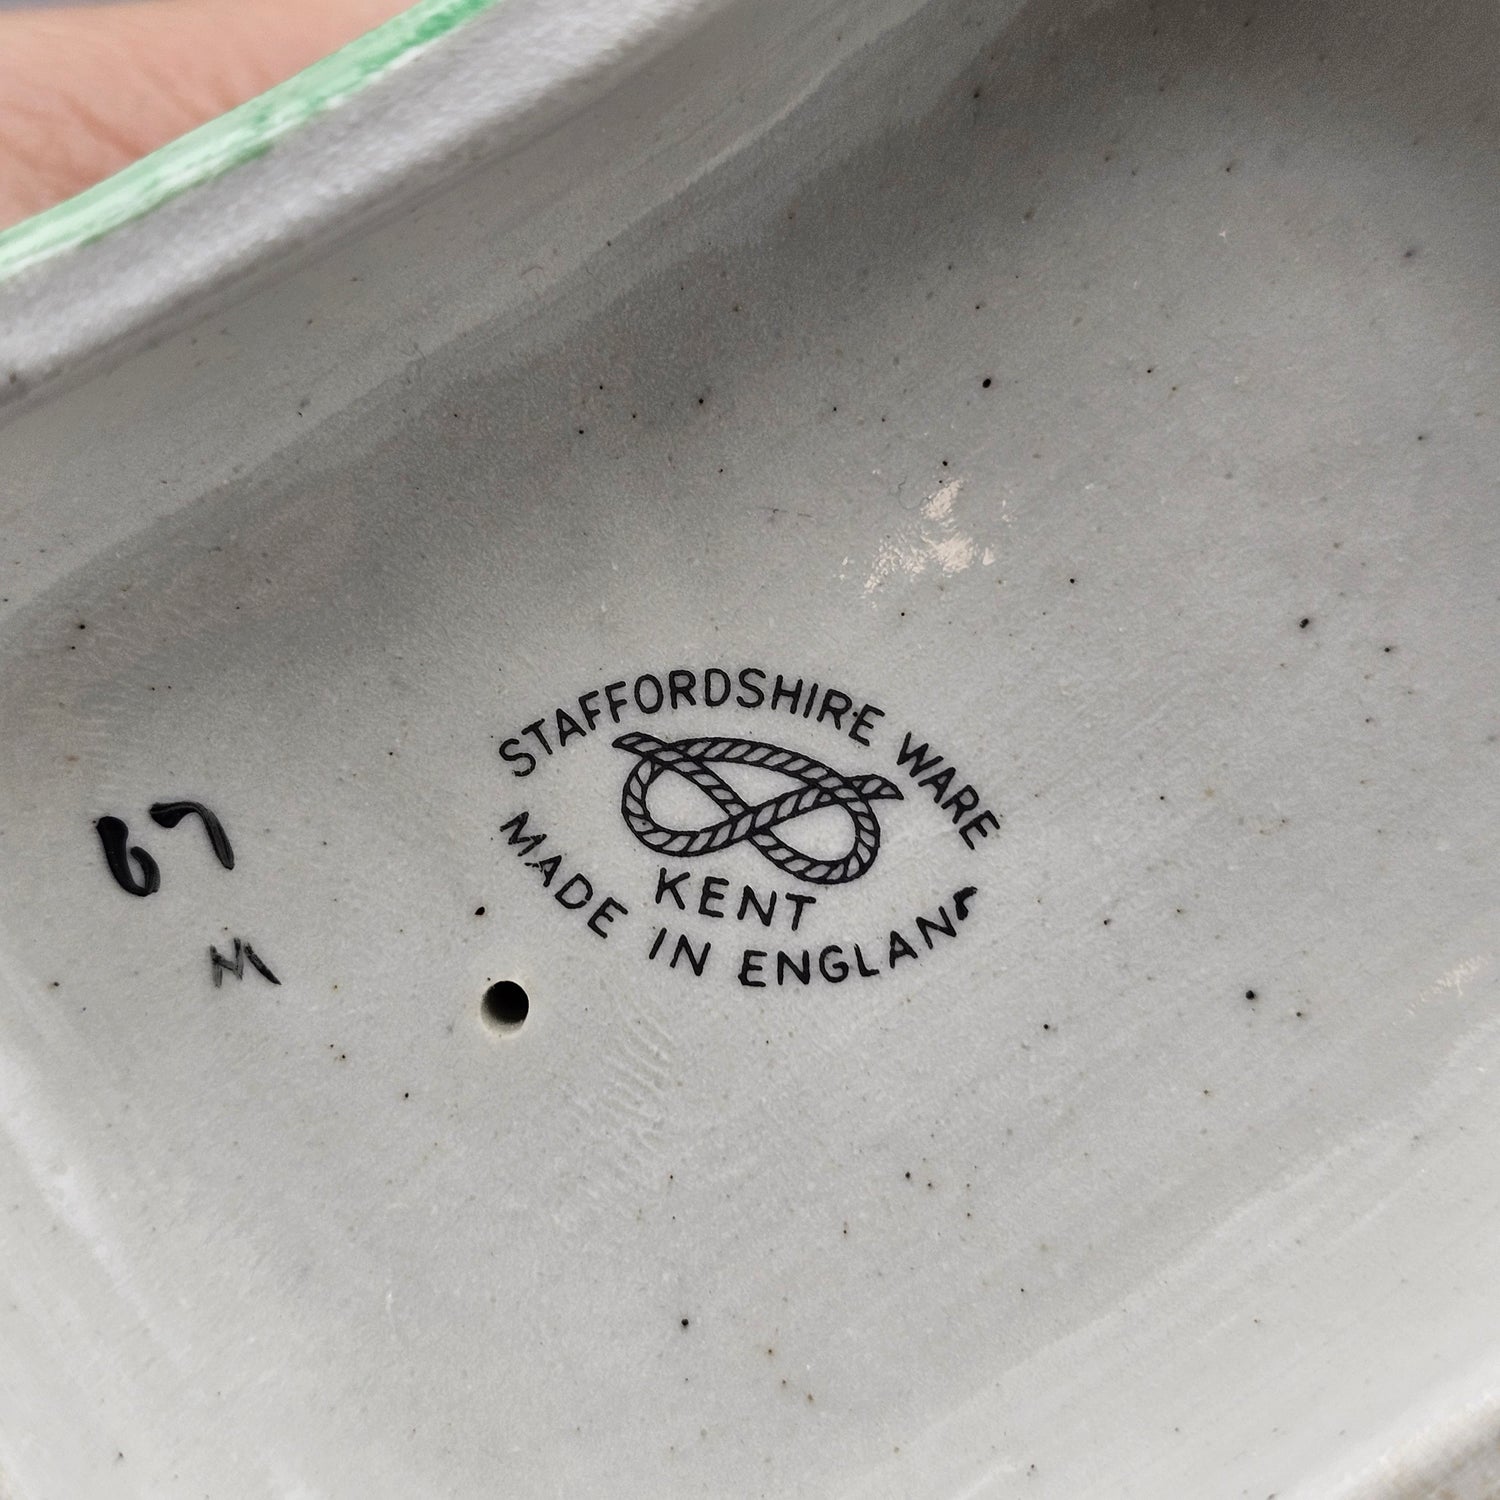 STAFFORDSHIRE WARE
KENT
MADE IN ENGLAND
67
M